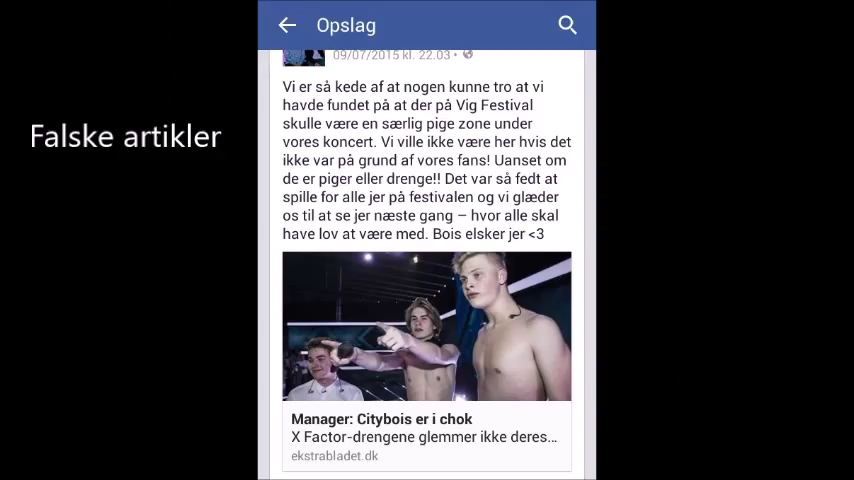 Opslag
09/07/2015 kl. 22.03 •
Falske artikler
Vi er så kede af at nogen kunne tro at vi
havde fundet på at der på Vig Festival
skulle være en særlig pige zone under
vores koncert. Vi ville ikke være her hvis det
ikke var på grund af vores fans! Uanset om
de er piger eller drenge!! Det var så fedt at
spille for alle jer på festivalen og vi glæder
os til at se jer næste gang – hvor alle skal
have lov at være med. Bois elsker jer <3
Manager: Citybois er i chok
X Factor-drengene glemmer ikke deres...
ekstrabladet.dk